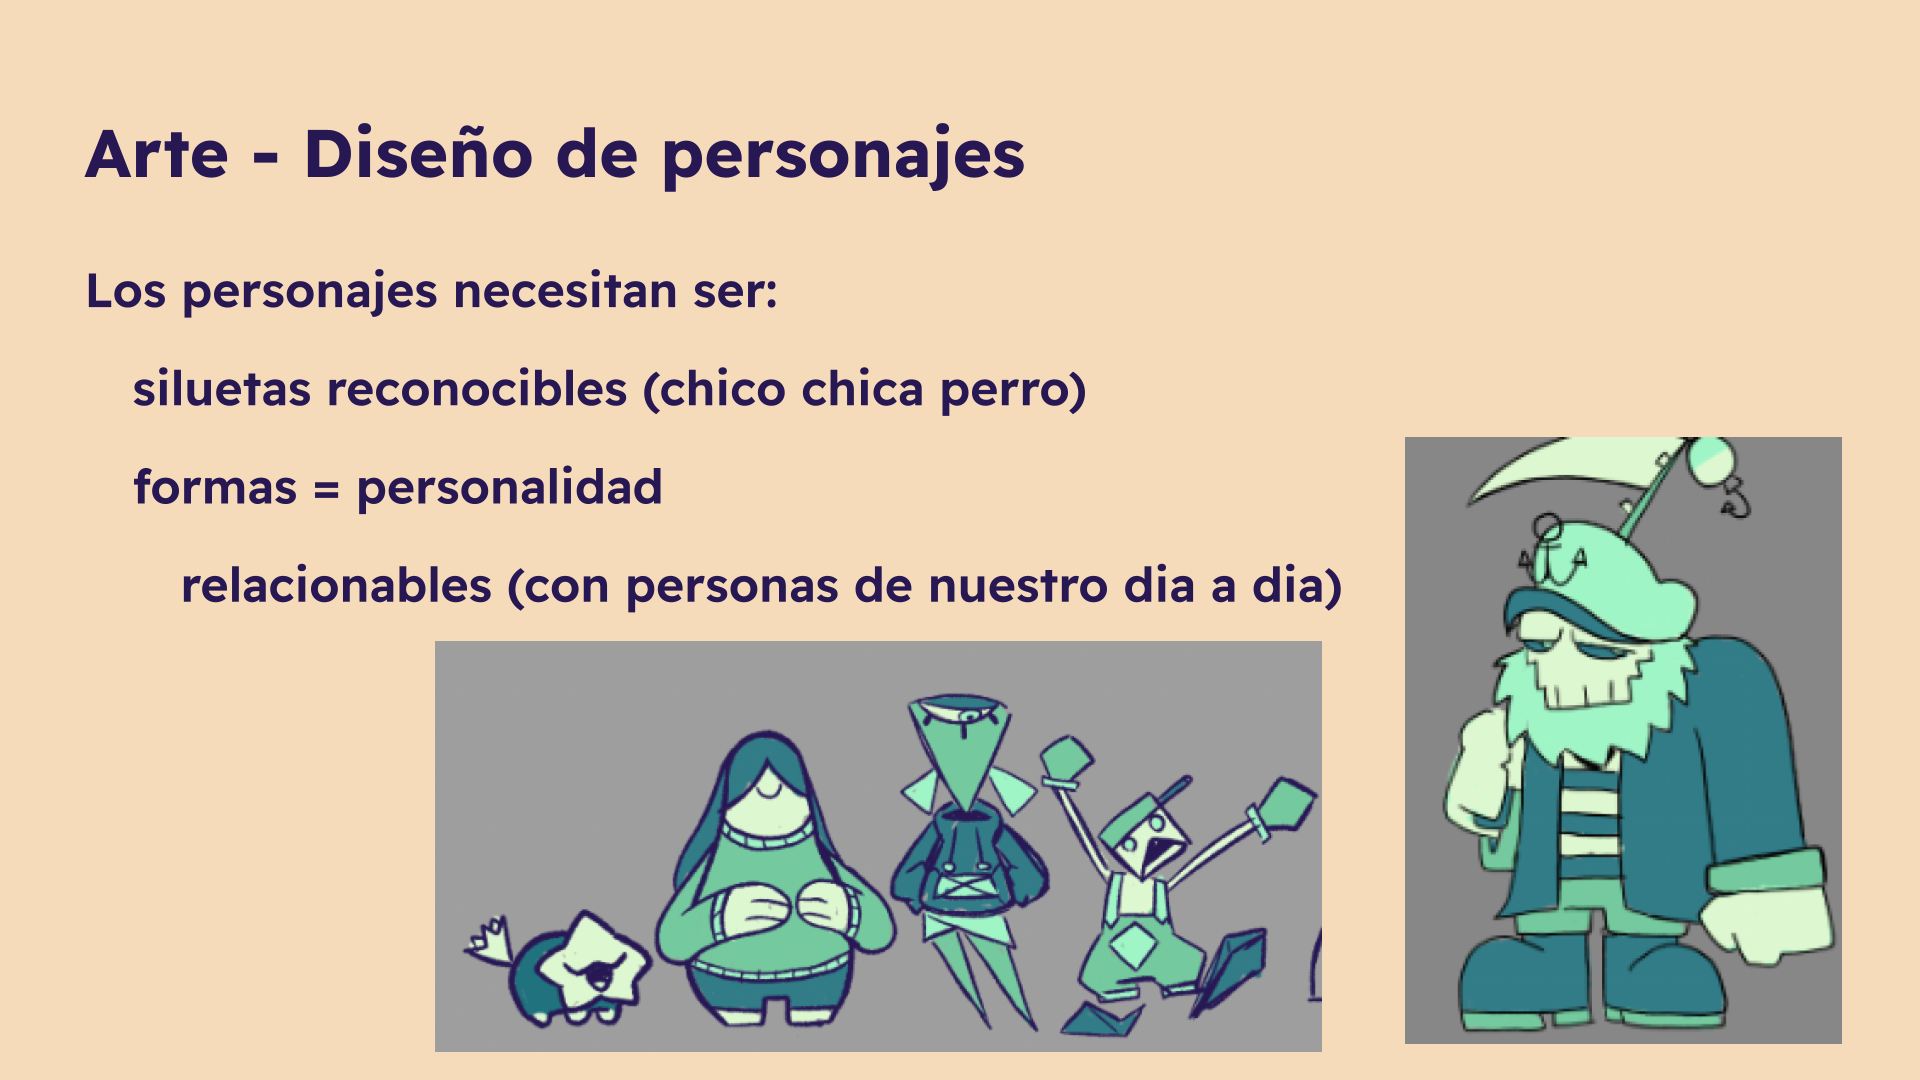 Arte - Diseño de personajes
Los personajes necesitan ser:
siluetas reconocibles (chico chica perro)
formas = personalidad
relacionables (con personas de nuestro dia a dia)